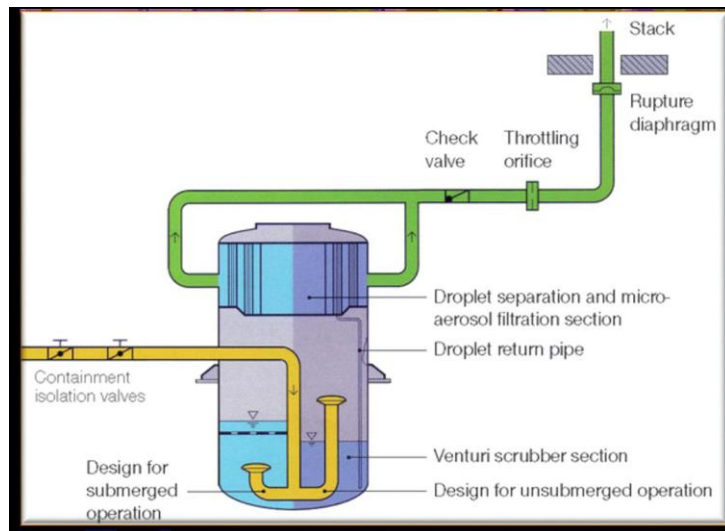 Stack
Rupture
diaphragm
Check
valve
Throttling
orifice
Droplet separation and micro-
aerosol filtration section
Droplet return pipe
Containment
isolation valves
Venturi scrubber section
Design for
submerged
operation
Design for unsubmerged operation